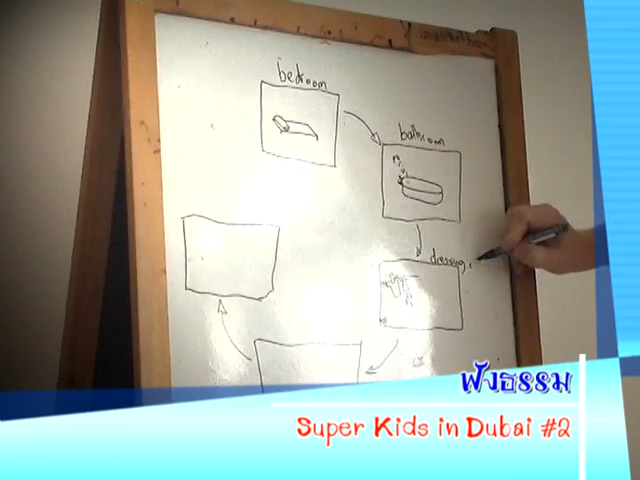 bedroom
bathroom
dressing
ฟังธรรม
Super Kids in Dubai #2